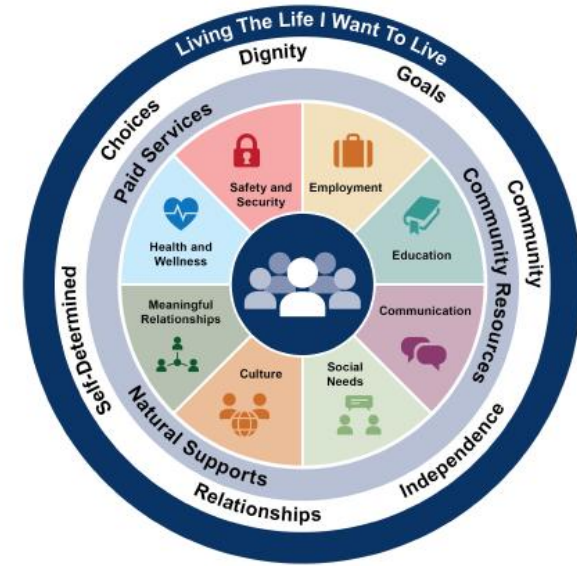 Living The Life I Want To Live
Dignity
Goals
Community
Independence
Relationships
Self-Determined
Choices
Paid Services
Community Resources
Natural Supports
Safety and
Security
Employment
Education
Communication
Social
Needs
Culture
Meaningful
Relationships
Health and
Wellness